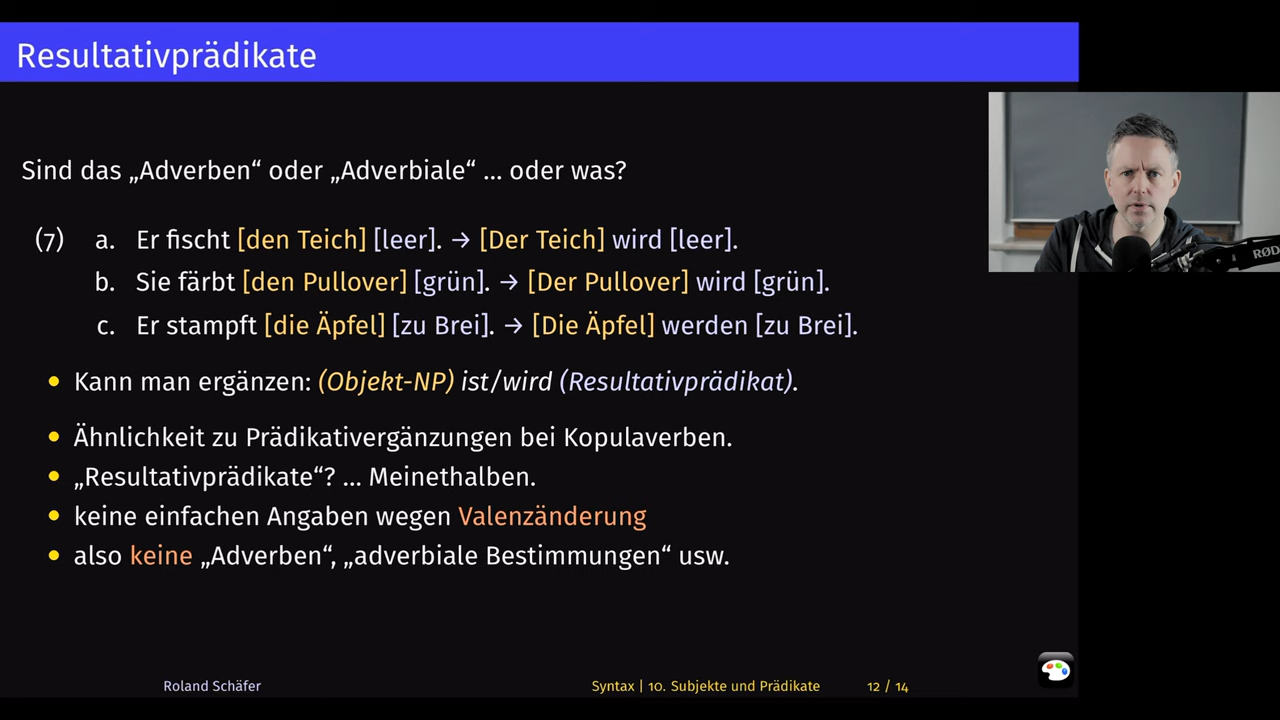 Resultativprädikate
Sind das „Adverben“ oder „Adverbiale“ … oder was?
(7) a. Er fischt [den Teich] [leer]. → [Der Teich] wird [leer].
b. Sie färbt [den Pullover] [grün]. → [Der Pullover] wird [grün].
c. Er stampft [die Äpfel] [zu Brei]. → [Die Äpfel] werden [zu Brei].
• Kann man ergänzen: (Objekt-NP) ist/wird (Resultativprädikat).
• Ähnlichkeit zu Prädikativergänzungen bei Kopulaverben.
• „Resultativprädikate“? … Meinethalben.
• keine einfachen Angaben wegen Valenzänderung
• also keine „Adverben“, „adverbiale Bestimmungen“ usw.
RØD
Roland Schäfer Syntax | 10. Subjekte und Prädikate 12 / 14